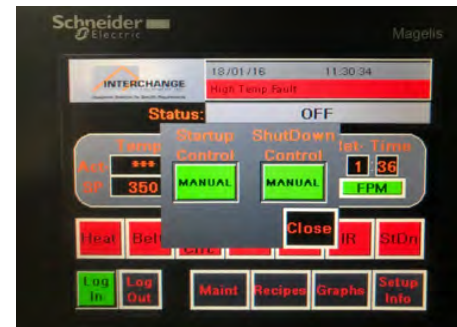 Schneider
Electric
Magelis
INTERCHANGE
18/01/16 11:30:34
High Temp Fault
Status: OFF
Startup Control
ShutDown Control
Temp
Time
Act *** 1 36
SP 350 MANUAL MANUAL FPM
Close
Heat Belt IR StDn
Log In
Log Out
Maint Recipes Graphs Setup Info